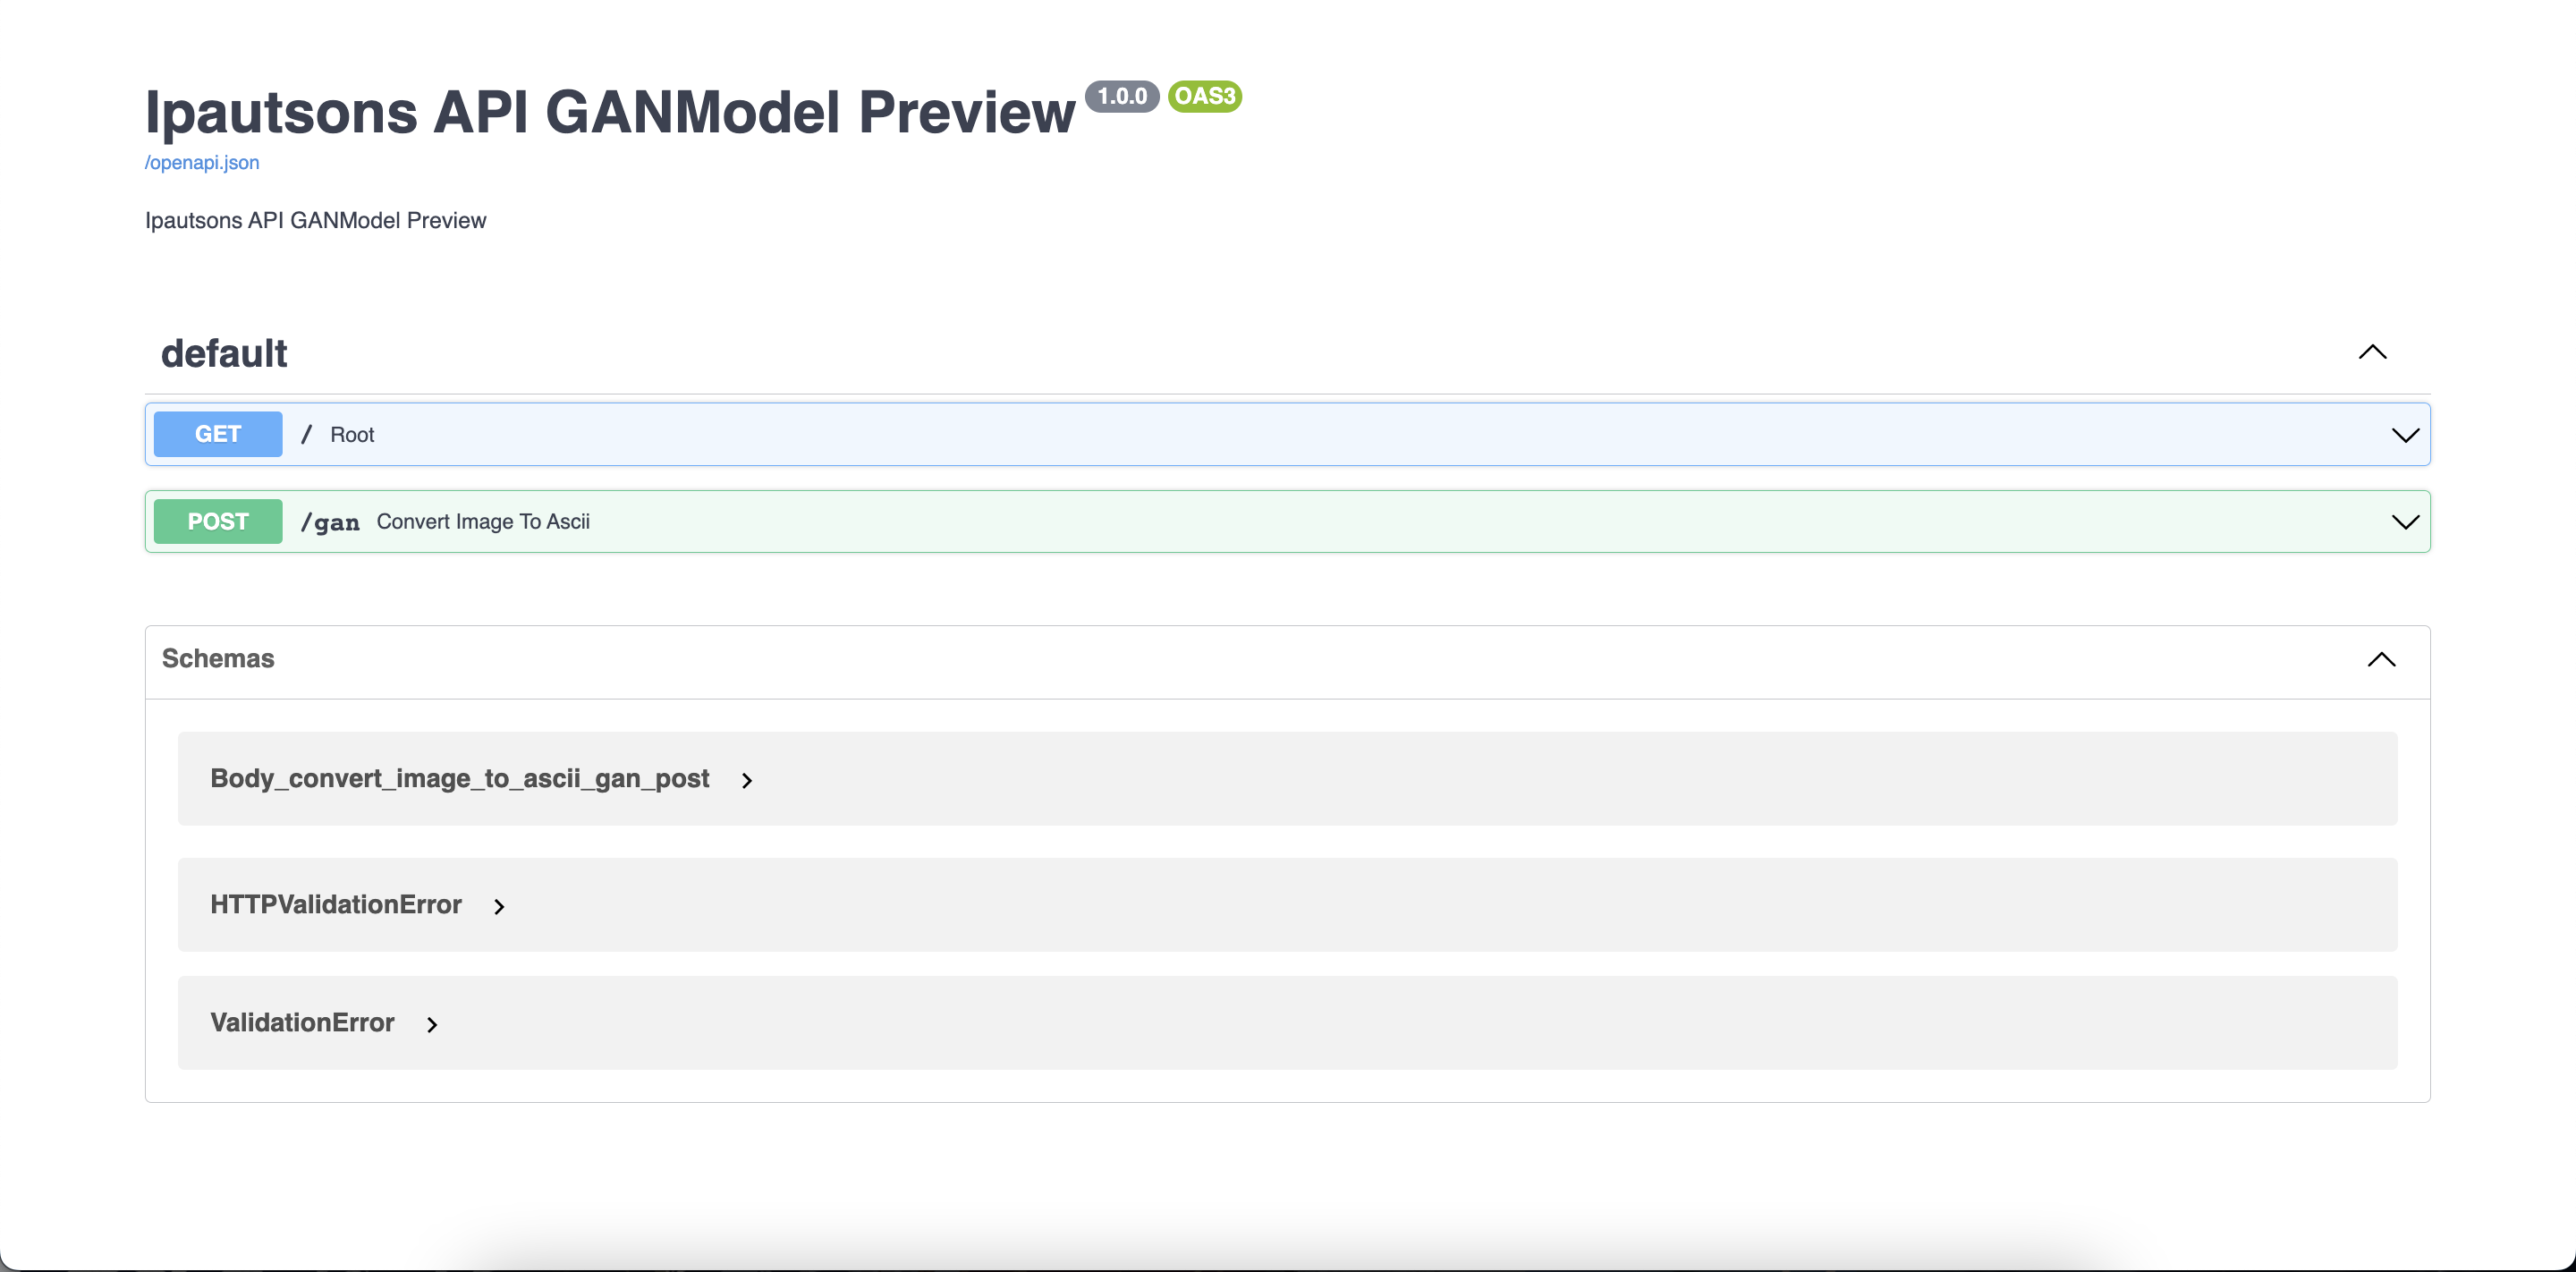 Ipautsons API GANModel Preview 1.0.0 OAS3
/openapi.json
Ipautsons API GANModel Preview
default
GET / Root
POST /gan Convert Image To Ascii
Schemas
Body_convert_image_to_ascii_gan_post
HTTPValidationError
ValidationError